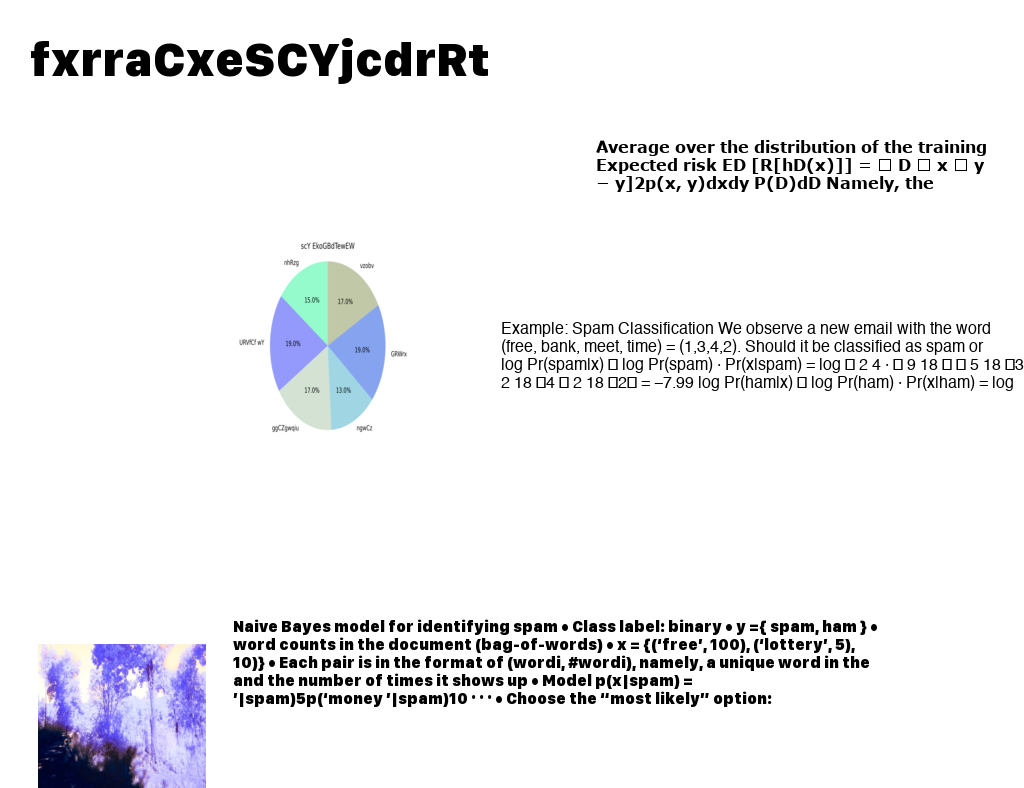 fxrraCxeSCYjcdrRt
Average over the distribution of the training
Expected risk ED [R[hD(x)]] = □ D □ x □ y
− y]2p(x, y)dxdy P(D)dD Namely, the
scY EkoGBdTewEW
nhRzg
vzobv
15.0%
17.0%
URVfCf wY
19.0%
19.0%
GRWrx
17.0%
13.0%
ggCZgwqiu
ngwCz
Example: Spam Classification We observe a new email with the word
(free, bank, meet, time) = (1,3,4,2). Should it be classified as spam or
log Pr(spam|x) □ log Pr(spam) · Pr(x|spam) = log □ 2 4 · □ 9 18 □ □ 5 18 □3
2 18 □4 □ 2 18 □2□ = −7.99 log Pr(ham|x) □ log Pr(ham) · Pr(x|ham) = log
Naive Bayes model for identifying spam • Class label: binary • y ={ spam, ham } •
word counts in the document (bag-of-words) • x = {(‘free’, 100), (‘lottery’, 5),
10)} • Each pair is in the format of (wordi, #wordi), namely, a unique word in the
and the number of times it shows up • Model p(x|spam) =
’|spam)5p(‘money ’|spam)10 · · · • Choose the “most likely” option: